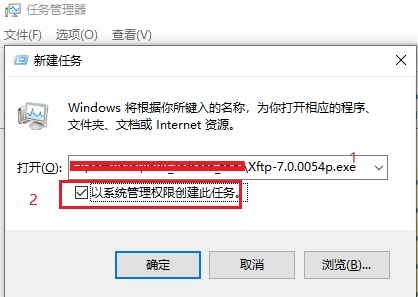 任务管理器
文件(F) 选项(O) 查看(V)
新建任务
Windows 将根据你所键入的名称，为你打开相应的程序、
文件夹、文档或 Internet 资源。
1
打开(O): \Xftp-7.0.0054p.exe
2
以系统管理权限创建此任务。
确定 取消 浏览(B)...